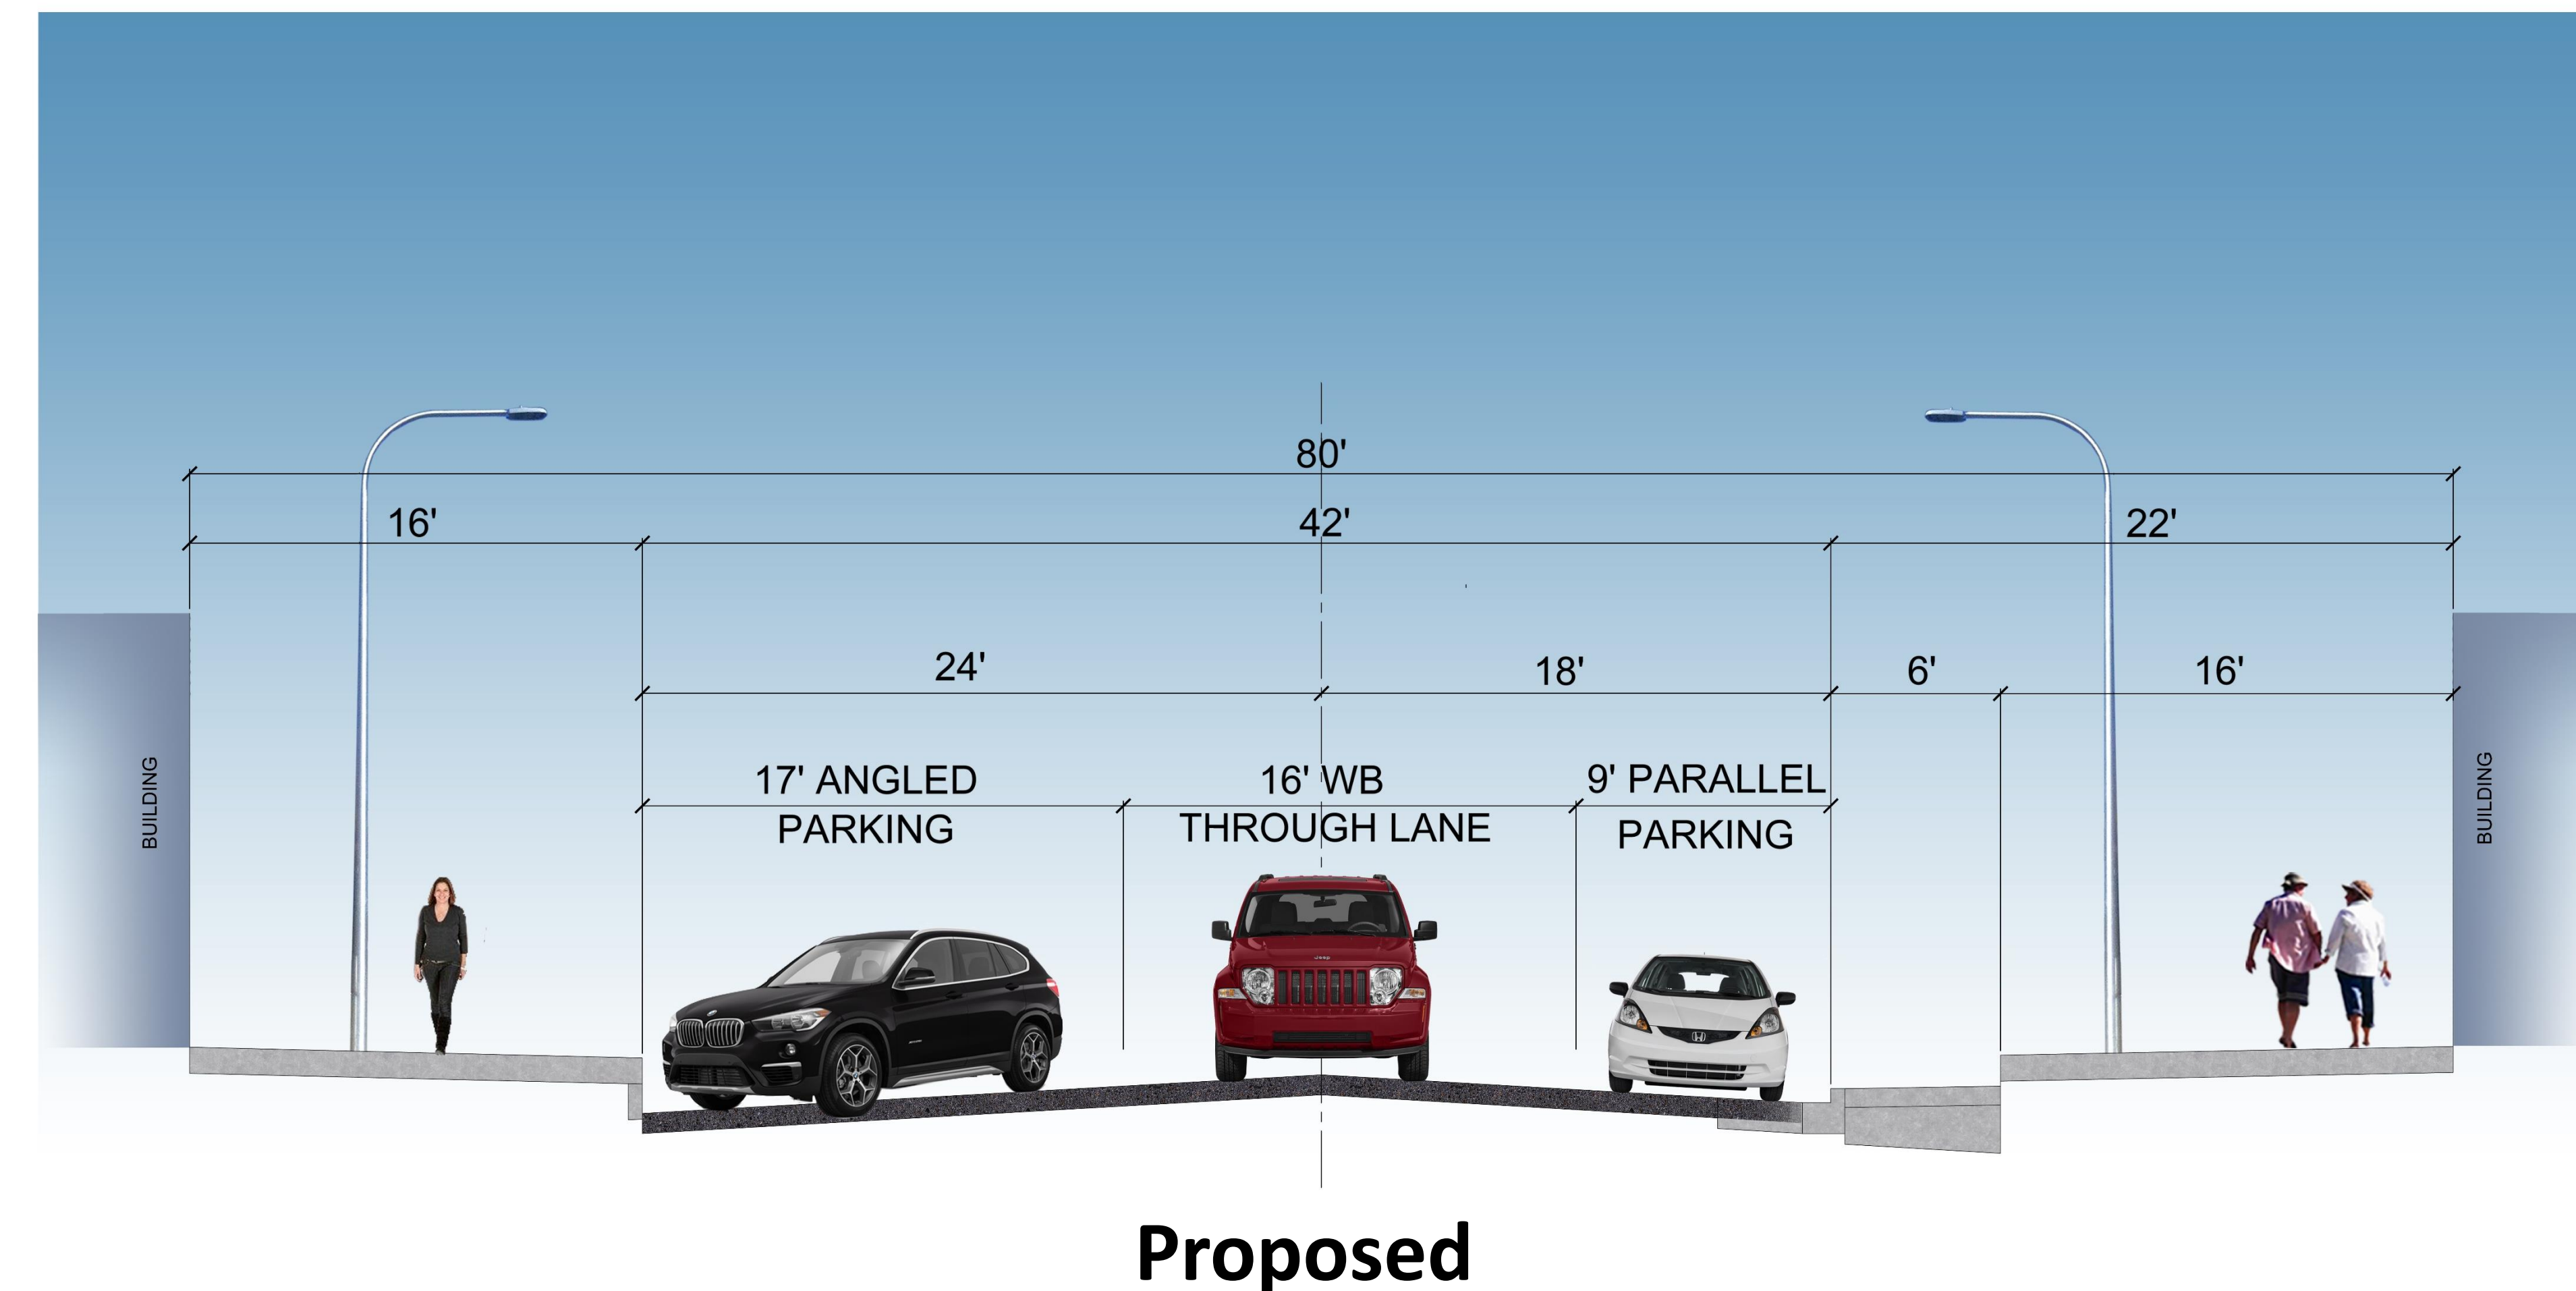 80'
16'
42'
22'
24'
18'
6'
16'
17' ANGLED
PARKING
16' WB
THROUGH LANE
9' PARALLEL
PARKING
BUILDING
BUILDING
Jeep
Proposed